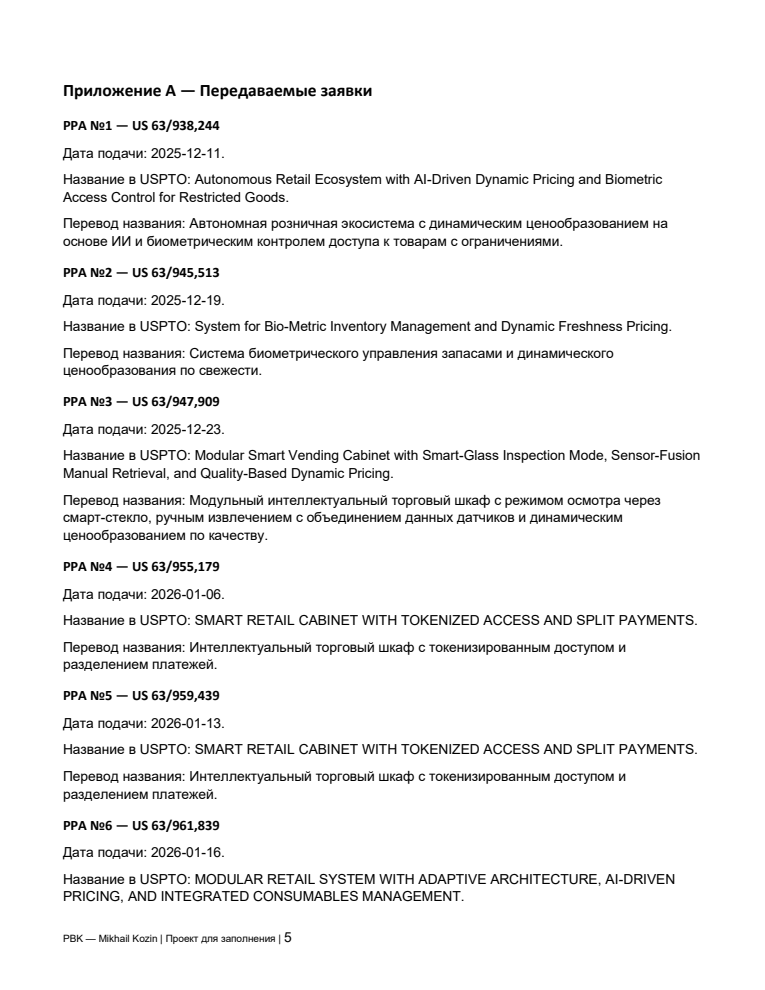 Приложение А — Передаваемые заявки
PPA №1 — US 63/938,244
Дата подачи: 2025-12-11.
Название в USPTO: Autonomous Retail Ecosystem with AI-Driven Dynamic Pricing and Biometric
Access Control for Restricted Goods.
Перевод названия: Автономная розничная экосистема с динамическим ценообразованием на
основе ИИ и биометрическим контролем доступа к товарам с ограничениями.
PPA №2 — US 63/945,513
Дата подачи: 2025-12-19.
Название в USPTO: System for Bio-Metric Inventory Management and Dynamic Freshness Pricing.
Перевод названия: Система биометрического управления запасами и динамического
ценообразования по свежести.
PPA №3 — US 63/947,909
Дата подачи: 2025-12-23.
Название в USPTO: Modular Smart Vending Cabinet with Smart-Glass Inspection Mode, Sensor-Fusion
Manual Retrieval, and Quality-Based Dynamic Pricing.
Перевод названия: Модульный интеллектуальный торговый шкаф с режимом осмотра через
смарт-стекло, ручным извлечением с объединением данных датчиков и динамическим
ценообразованием по качеству.
PPA №4 — US 63/955,179
Дата подачи: 2026-01-06.
Название в USPTO: SMART RETAIL CABINET WITH TOKENIZED ACCESS AND SPLIT PAYMENTS.
Перевод названия: Интеллектуальный торговый шкаф с токенизированным доступом и
разделением платежей.
PPA №5 — US 63/959,439
Дата подачи: 2026-01-13.
Название в USPTO: SMART RETAIL CABINET WITH TOKENIZED ACCESS AND SPLIT PAYMENTS.
Перевод названия: Интеллектуальный торговый шкаф с токенизированным доступом и
разделением платежей.
PPA №6 — US 63/961,839
Дата подачи: 2026-01-16.
Название в USPTO: MODULAR RETAIL SYSTEM WITH ADAPTIVE ARCHITECTURE, AI-DRIVEN
PRICING, AND INTEGRATED CONSUMABLES MANAGEMENT.
PBK — Mikhail Kozin | Проект для заполнения | 5